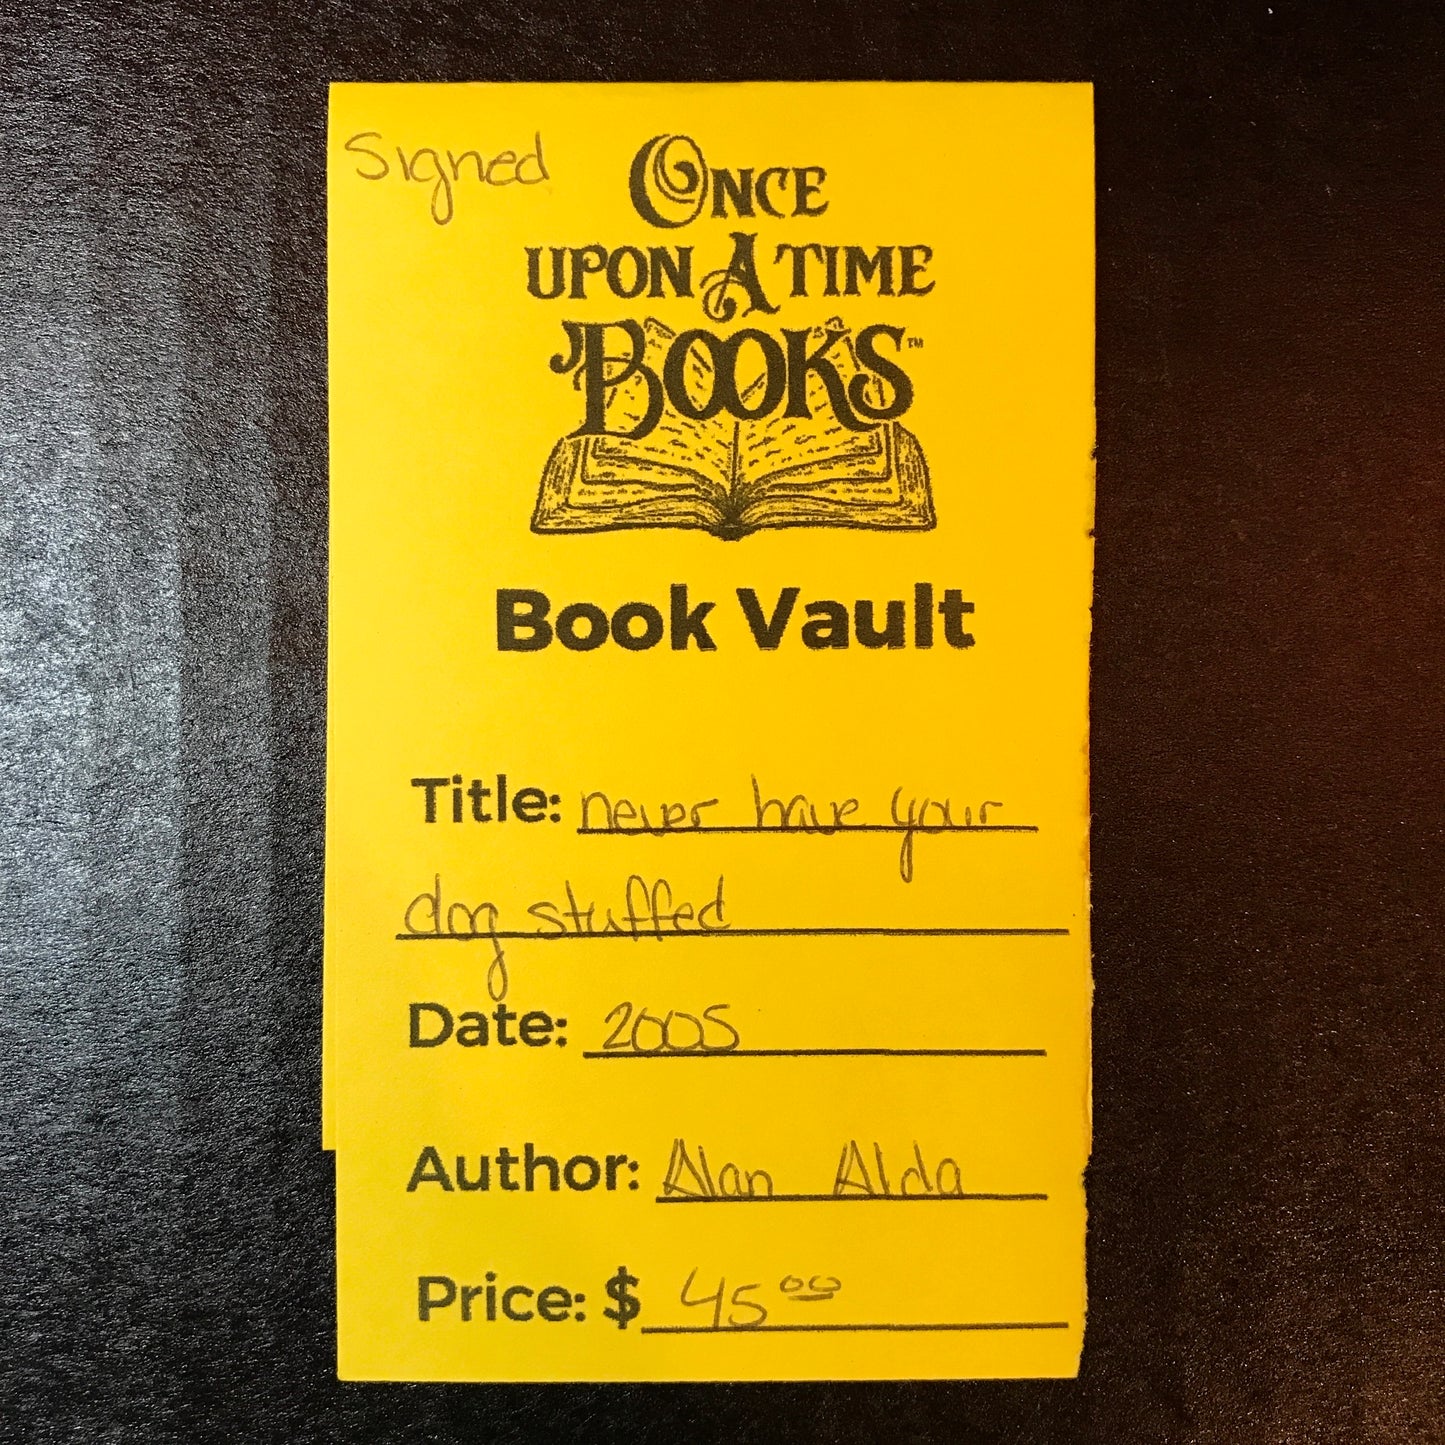 Signed
ONCE
UPON A TIME
BOOKS™
Book Vault
Title: never have your
dog stuffed
Date: 2005
Author: Alan Alda
Price: $ 45 00